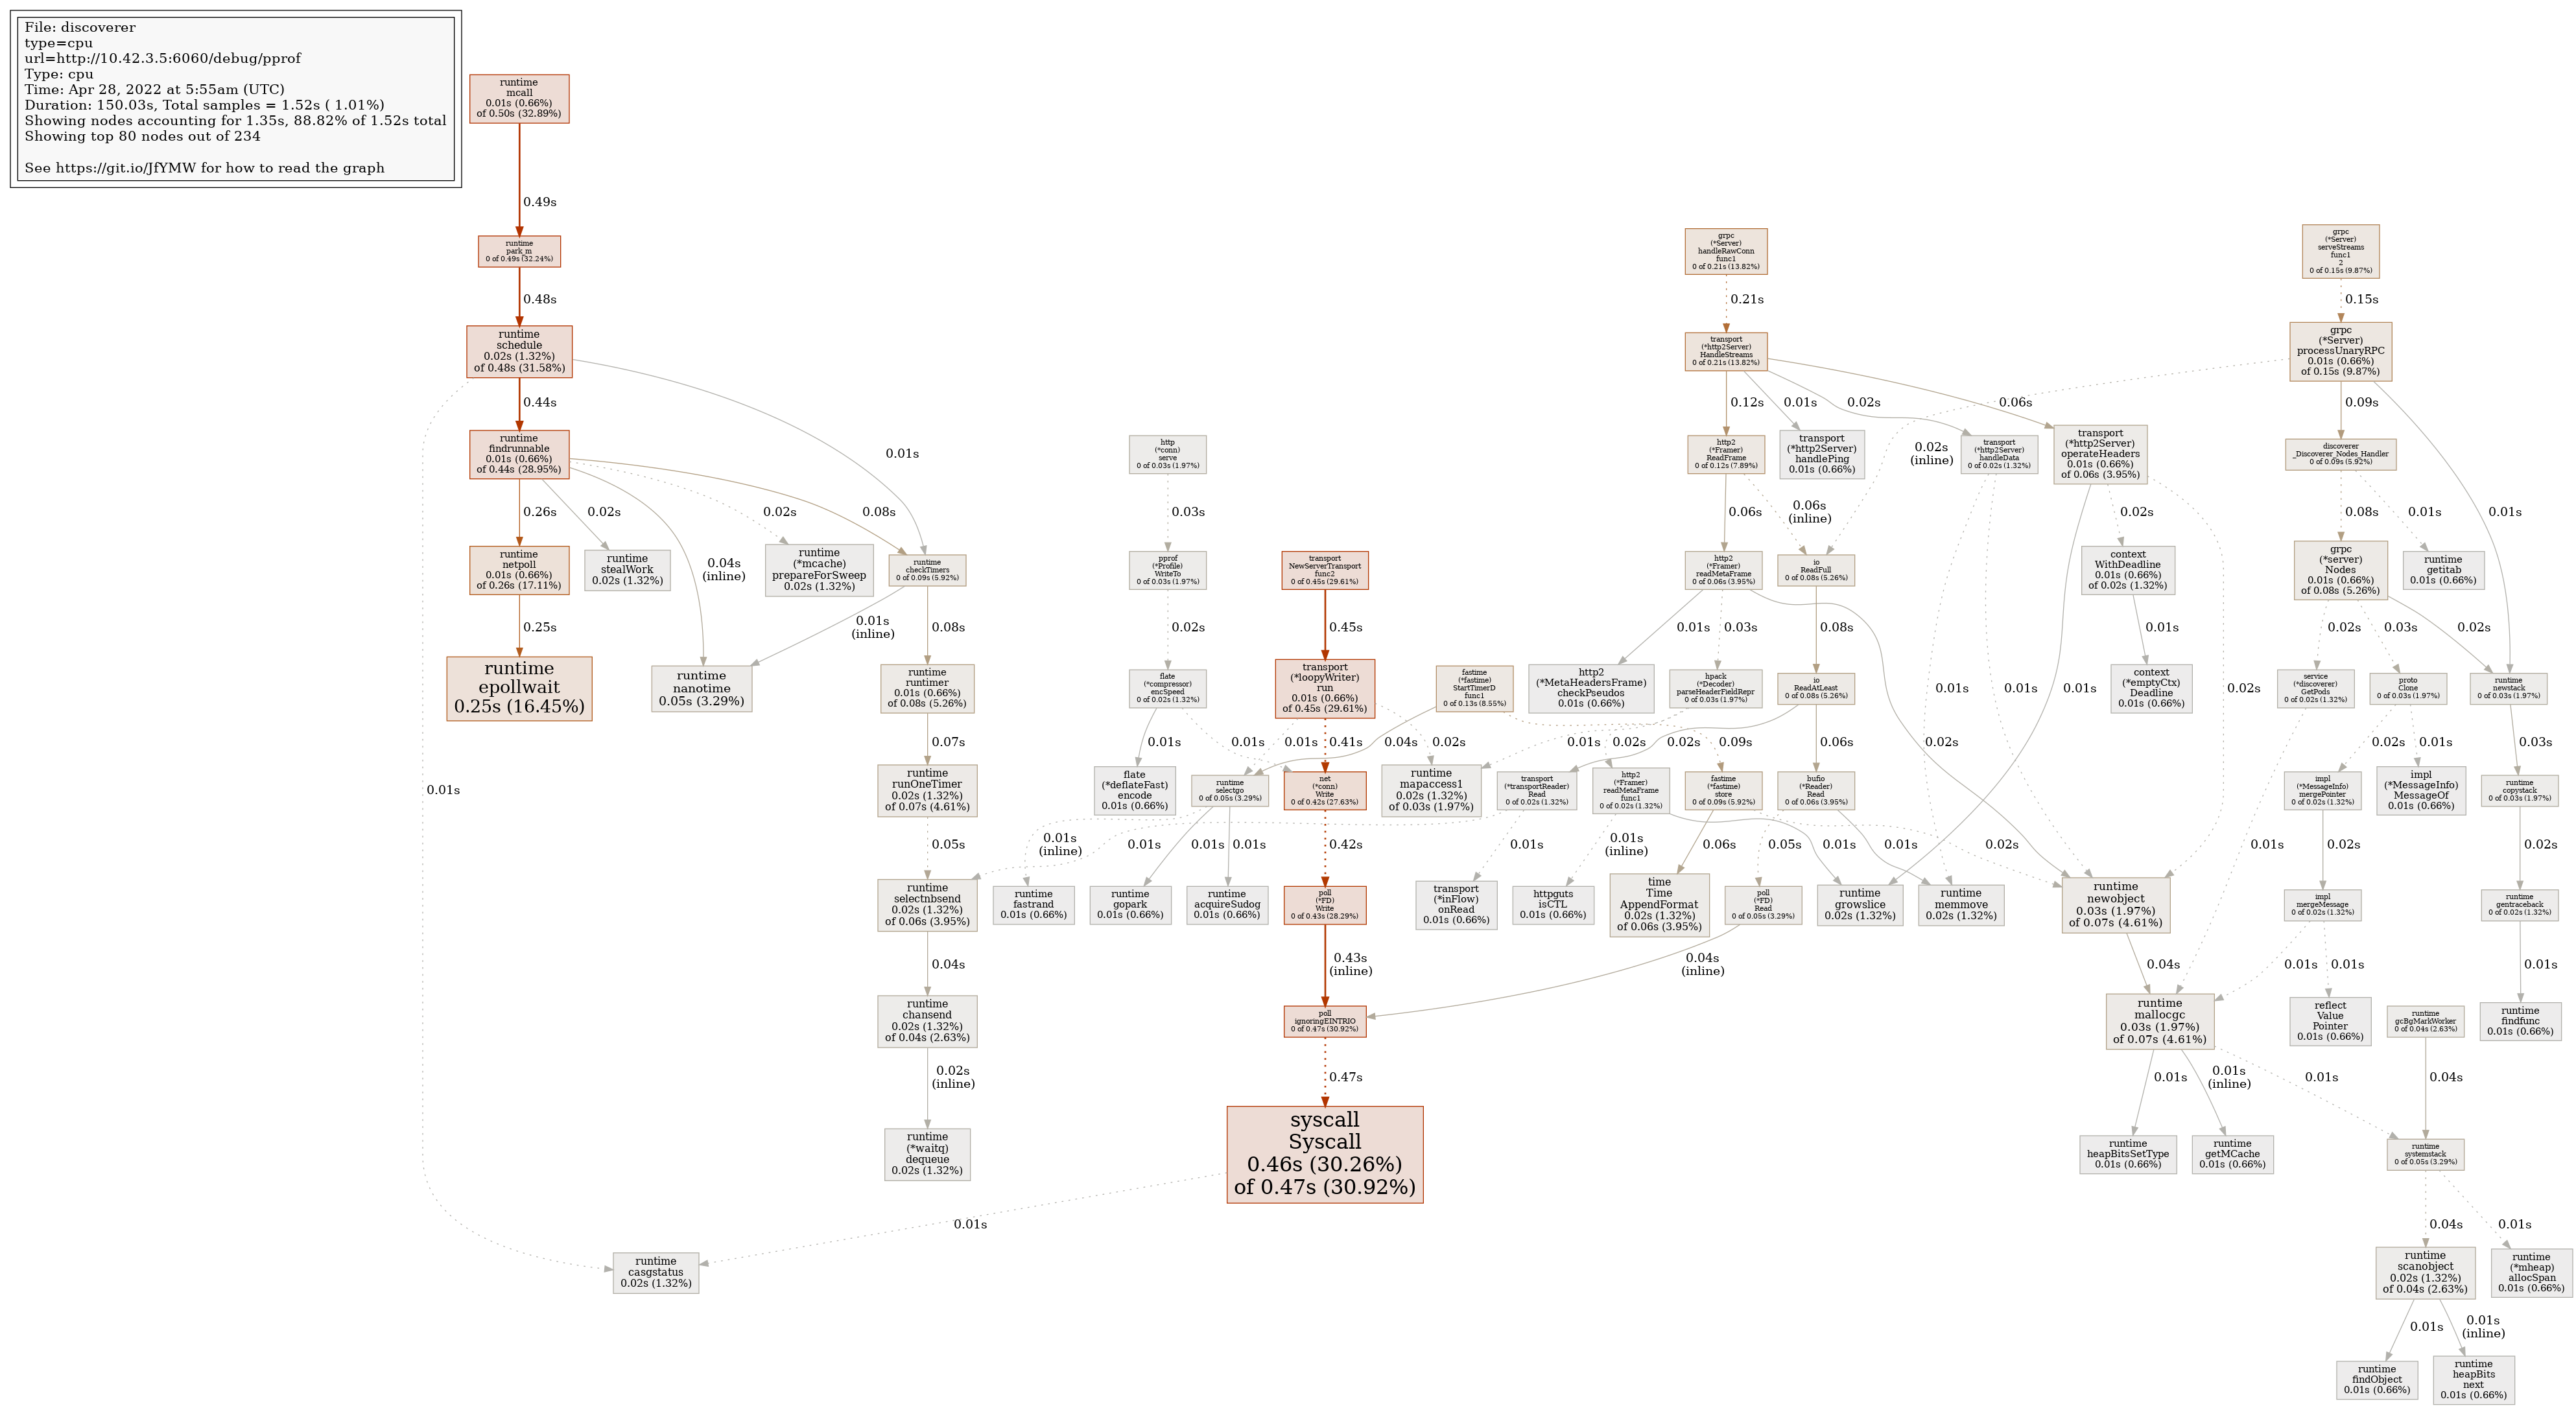 File: discoverer
type=cpu
url=http://10.42.3.5:6060/debug/pprof
Type: cpu
Time: Apr 28, 2022 at 5:55am (UTC)
Duration: 150.03s, Total samples = 1.52s ( 1.01%)
Showing nodes accounting for 1.35s, 88.82% of 1.52s total
Showing top 80 nodes out of 234
See https://git.io/JfYMW for how to read the graph
runtime
mcall
0.01s (0.66%)
of 0.50s (32.89%)
0.49s
runtime
park_m
0 of 0.49s (32.24%)
0.48s
runtime
schedule
0.02s (1.32%)
of 0.48s (31.58%)
0.44s
0.01s
0.01s
runtime
findrunnable
0.01s (0.66%)
of 0.44s (28.95%)
0.26s
0.02s
0.04s
(inline)
0.02s
0.08s
runtime
netpoll
0.01s (0.66%)
of 0.26s (17.11%)
0.25s
runtime
epollwait
0.25s (16.45%)
runtime
stealWork
0.02s (1.32%)
runtime
(*mcache)
prepareForSweep
0.02s (1.32%)
runtime
checkTimers
0 of 0.09s (5.92%)
0.01s
(inline)
0.08s
runtime
nanotime
0.05s (3.29%)
runtime
runtimer
0.01s (0.66%)
of 0.08s (5.26%)
0.07s
runtime
runOneTimer
0.02s (1.32%)
of 0.07s (4.61%)
0.05s
runtime
selectnbsend
0.02s (1.32%)
of 0.06s (3.95%)
0.04s
runtime
chansend
0.02s (1.32%)
of 0.04s (2.63%)
0.02s
(inline)
runtime
(*waitq)
dequeue
0.02s (1.32%)
runtime
casgstatus
0.02s (1.32%)
http
(*conn)
serve
0 of 0.03s (1.97%)
0.03s
pprof
(*Profile)
WriteTo
0 of 0.03s (1.97%)
0.02s
flate
(*compressor)
encSpeed
0 of 0.02s (1.32%)
0.01s
0.01s
flate
(*deflateFast)
encode
0.01s (0.66%)
transport
NewServerTransport
func2
0 of 0.45s (29.61%)
0.45s
transport
(*loopyWriter)
run
0.01s (0.66%)
of 0.45s (29.61%)
0.01s
0.41s
0.02s
fastime
(*fastime)
StartTimerD
func1
0 of 0.13s (8.55%)
0.04s
0.09s
runtime
selectgo
0 of 0.05s (3.29%)
0.01s
(inline)
0.01s
0.01s
0.01s
runtime
fastrand
0.01s (0.66%)
runtime
gopark
0.01s (0.66%)
runtime
acquireSudog
0.01s (0.66%)
net
(*conn)
Write
0 of 0.42s (27.63%)
0.42s
poll
(*FD)
Write
0 of 0.43s (28.29%)
0.43s
(inline)
poll
ignoringEINTRIO
0 of 0.47s (30.92%)
0.47s
syscall
Syscall
0.46s (30.26%)
of 0.47s (30.92%)
0.01s
runtime
mapaccess1
0.02s (1.32%)
of 0.03s (1.97%)
grpc
(*Server)
handleRawConn
func1
0 of 0.21s (13.82%)
0.21s
transport
(*http2Server)
HandleStreams
0 of 0.21s (13.82%)
0.12s
0.01s
0.02s
0.06s
http2
(*Framer)
ReadFrame
0 of 0.12s (7.89%)
0.06s
0.06s
(inline)
transport
(*http2Server)
handlePing
0.01s (0.66%)
0.02s
(inline)
transport
(*http2Server)
handleData
0 of 0.02s (1.32%)
0.01s
0.01s
transport
(*http2Server)
operateHeaders
0.01s (0.66%)
of 0.06s (3.95%)
0.01s
0.02s
0.02s
http2
(*Framer)
readMetaFrame
0 of 0.06s (3.95%)
0.01s
0.03s
0.02s
io
ReadFull
0 of 0.08s (5.26%)
0.08s
http2
(*MetaHeadersFrame)
checkPseudos
0.01s (0.66%)
hpack
(*Decoder)
parseHeaderFieldRepr
0 of 0.03s (1.97%)
0.01s
0.02s
io
ReadAtLeast
0 of 0.08s (5.26%)
0.02s
0.06s
transport
(*transportReader)
Read
0 of 0.02s (1.32%)
0.01s
http2
(*Framer)
readMetaFrame
func1
0 of 0.02s (1.32%)
0.01s
(inline)
0.01s
fastime
(*fastime)
store
0 of 0.09s (5.92%)
0.06s
0.02s
bufio
(*Reader)
Read
0 of 0.06s (3.95%)
0.05s
0.01s
transport
(*inFlow)
onRead
0.01s (0.66%)
httpguts
isCTL
0.01s (0.66%)
time
Time
AppendFormat
0.02s (1.32%)
of 0.06s (3.95%)
poll
(*FD)
Read
0 of 0.05s (3.29%)
0.04s
(inline)
runtime
growslice
0.02s (1.32%)
runtime
memmove
0.02s (1.32%)
context
WithDeadline
0.01s (0.66%)
of 0.02s (1.32%)
0.01s
context
(*emptyCtx)
Deadline
0.01s (0.66%)
runtime
newobject
0.03s (1.97%)
of 0.07s (4.61%)
0.04s
runtime
mallocgc
0.03s (1.97%)
of 0.07s (4.61%)
0.01s
0.01s
(inline)
0.01s
runtime
heapBitsSetType
0.01s (0.66%)
runtime
getMCache
0.01s (0.66%)
grpc
(*Server)
serveStreams
func1
2
0 of 0.15s (9.87%)
0.15s
grpc
(*Server)
processUnaryRPC
0.01s (0.66%)
of 0.15s (9.87%)
0.09s
0.01s
discoverer
_Discoverer_Nodes_Handler
0 of 0.09s (5.92%)
0.08s
0.01s
grpc
(*server)
Nodes
0.01s (0.66%)
of 0.08s (5.26%)
0.02s
0.03s
0.02s
runtime
getitab
0.01s (0.66%)
service
(*discoverer)
GetPods
0 of 0.02s (1.32%)
0.01s
proto
Clone
0 of 0.03s (1.97%)
0.02s
0.01s
runtime
newstack
0 of 0.03s (1.97%)
0.03s
impl
(*MessageInfo)
mergePointer
0 of 0.02s (1.32%)
0.02s
impl
(*MessageInfo)
MessageOf
0.01s (0.66%)
runtime
copystack
0 of 0.03s (1.97%)
0.02s
impl
mergeMessage
0 of 0.02s (1.32%)
0.01s
0.01s
runtime
gentraceback
0 of 0.02s (1.32%)
0.01s
reflect
Value
Pointer
0.01s (0.66%)
runtime
gcBgMarkWorker
0 of 0.04s (2.63%)
0.04s
runtime
findfunc
0.01s (0.66%)
runtime
systemstack
0 of 0.05s (3.29%)
0.04s
0.01s
runtime
scanobject
0.02s (1.32%)
of 0.04s (2.63%)
0.01s
0.01s
(inline)
runtime
(*mheap)
allocSpan
0.01s (0.66%)
runtime
findObject
0.01s (0.66%)
runtime
heapBits
next
0.01s (0.66%)